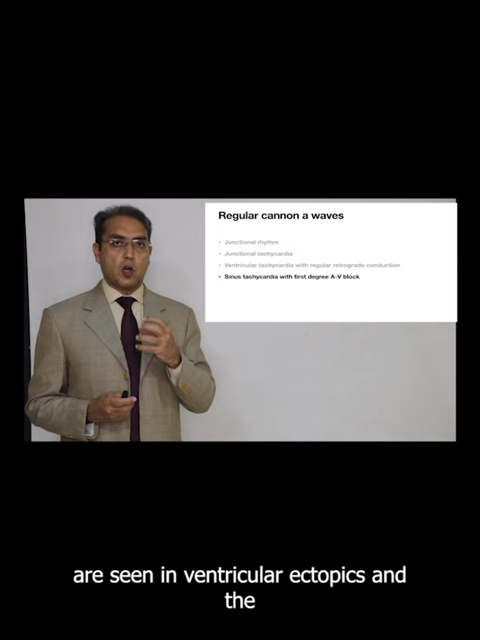 Regular cannon a waves
• Junctional rhythm
• Junctional tachycardia
• Ventricular tachycardia with regular retrograde conduction
• Sinus tachycardia with first degree A-V block
are seen in ventricular ectopics and
the